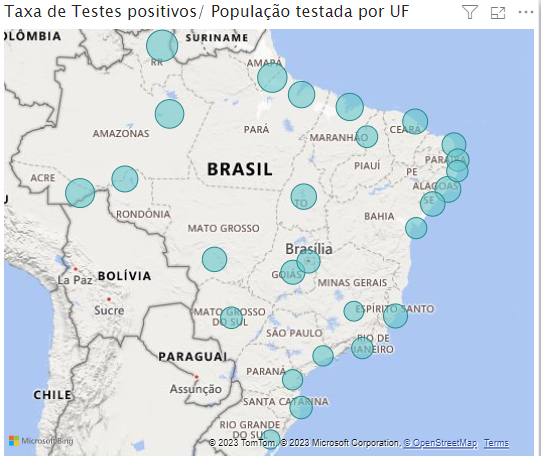 Taxa de Testes positivos/ População testada por UF
OLÔMBIA
SURINAME
RR
AMAPÁ
AMAZONAS
PARÁ
MARANHÃO
CEARÁ
PARAÍBA
PIAUÍ
PE
ACRE
BRASIL
ALAGOAS
SE
TO
RONDÔNIA
BAHIA
MATO GROSSO
Brasília
BOLÍVIA
La Paz
GOIÁS
MINAS GERAIS
Sucre
MATO GROSSO
DO SUL
ESPÍRITO SANTO
SÃO PAULO
RIO DE
JANEIRO
PARAGUAI
PARANÁ
Assunção
CHILE
SANTA CATARINA
RIO GRANDE
DO SUL
Microsoft Bing
© 2023 TomTom, © 2023 Microsoft Corporation, © OpenStreetMap Terms